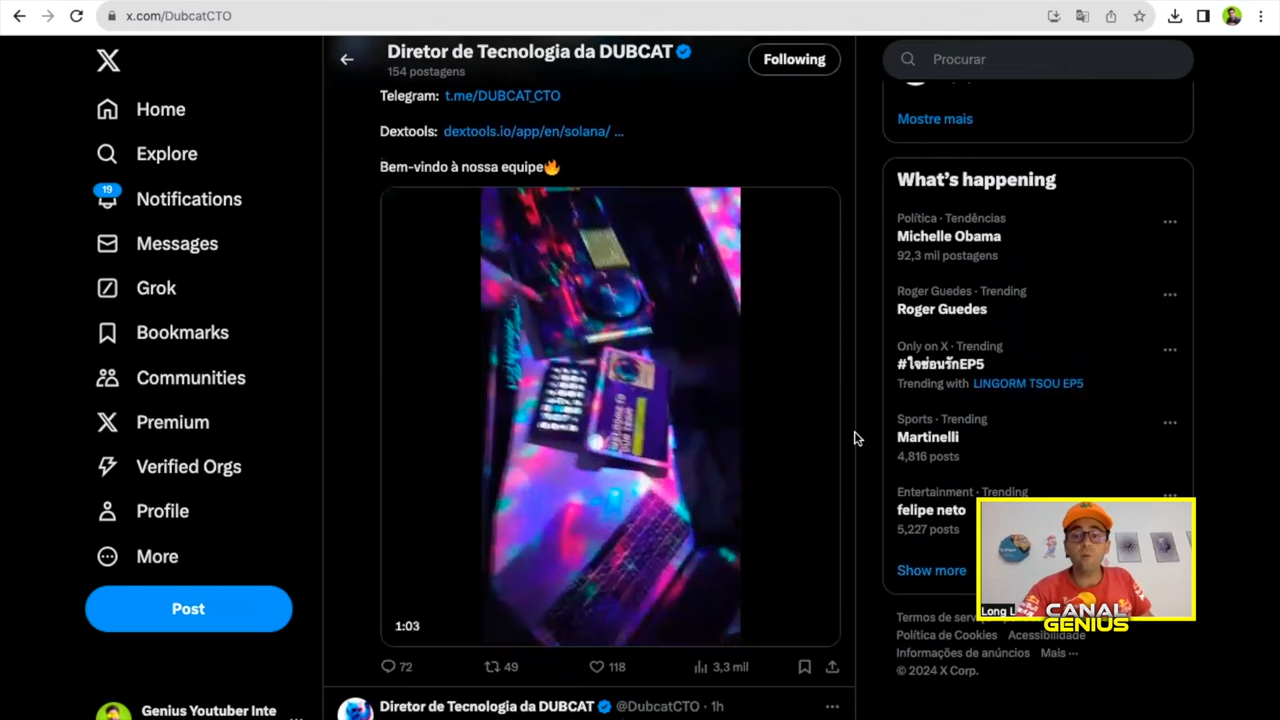 x.com/DubcatCTO
Home
Explore
19
Notifications
Messages
Grok
Bookmarks
Communities
Premium
Verified Orgs
Profile
More
Post
Genius Youtuber Inte
Diretor de Tecnologia da DUBCAT
154 postagens
Following
Telegram: t.me/DUBCAT_CTO
Dextools: dextools.io/app/en/solana/ ...
Bem-vindo à nossa equipe🔥
WELCOME TO
OUR TEAM
1:03
72
49
118
3,3 mil
Diretor de Tecnologia da DUBCAT @DubcatCTO · 1h
Procurar
Mostre mais
What's happening
Política · Tendências
Michelle Obama
92,3 mil postagens
Roger Guedes · Trending
Roger Guedes
Only on X · Trending
#ใจซ่อนรักEP5
Trending with LINGORM TSOU EP5
Sports · Trending
Martinelli
4,816 posts
Entertainment · Trending
felipe neto
5,227 posts
Show more
Long L
CANAL
GENIUS
Termos de serv
Política de Cookies Acessibilidade
Informações de anúncios Mais ···
© 2024 X Corp.